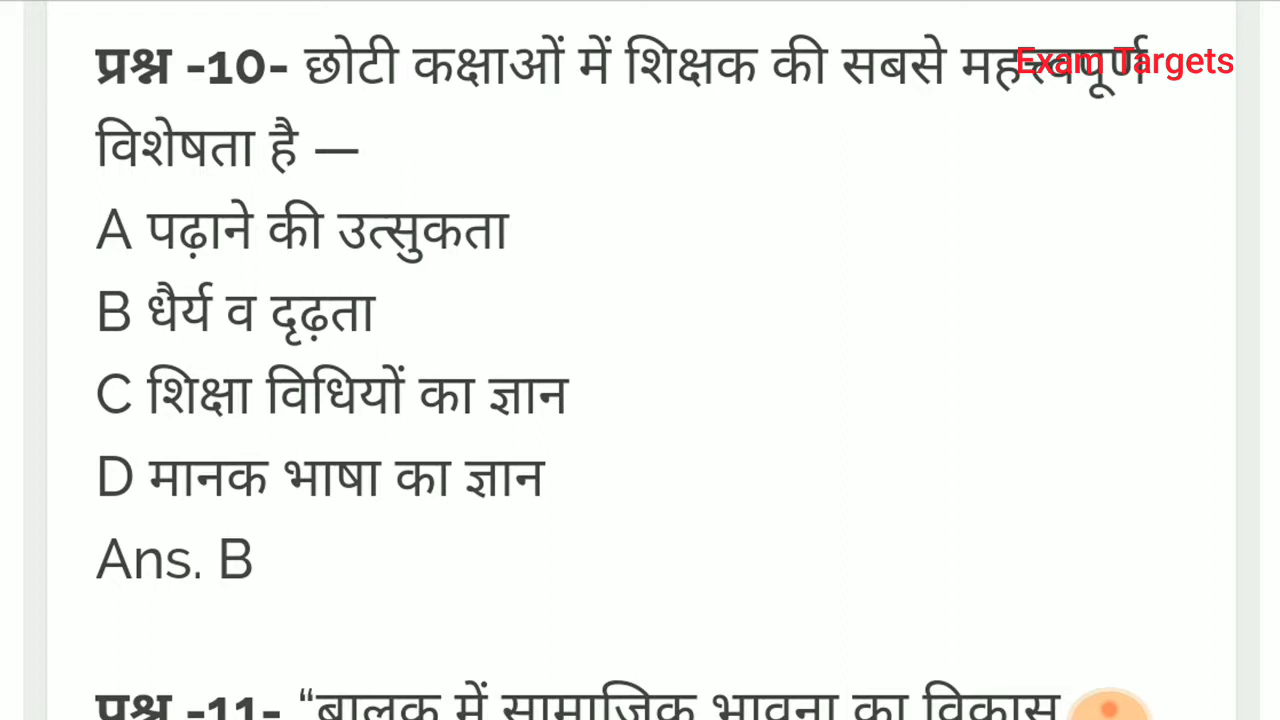 प्रश्न -10- छोटी कक्षाओं में शिक्षक की सबसे महत्त्वपूर्ण
Exam Targets
विशेषता है —
A पढ़ाने की उत्सुकता
B धैर्य व दृढ़ता
C शिक्षा विधियों का ज्ञान
D मानक भाषा का ज्ञान
Ans. B
प्रश्न -11- “बालक में सामाजिक भावना का विकास